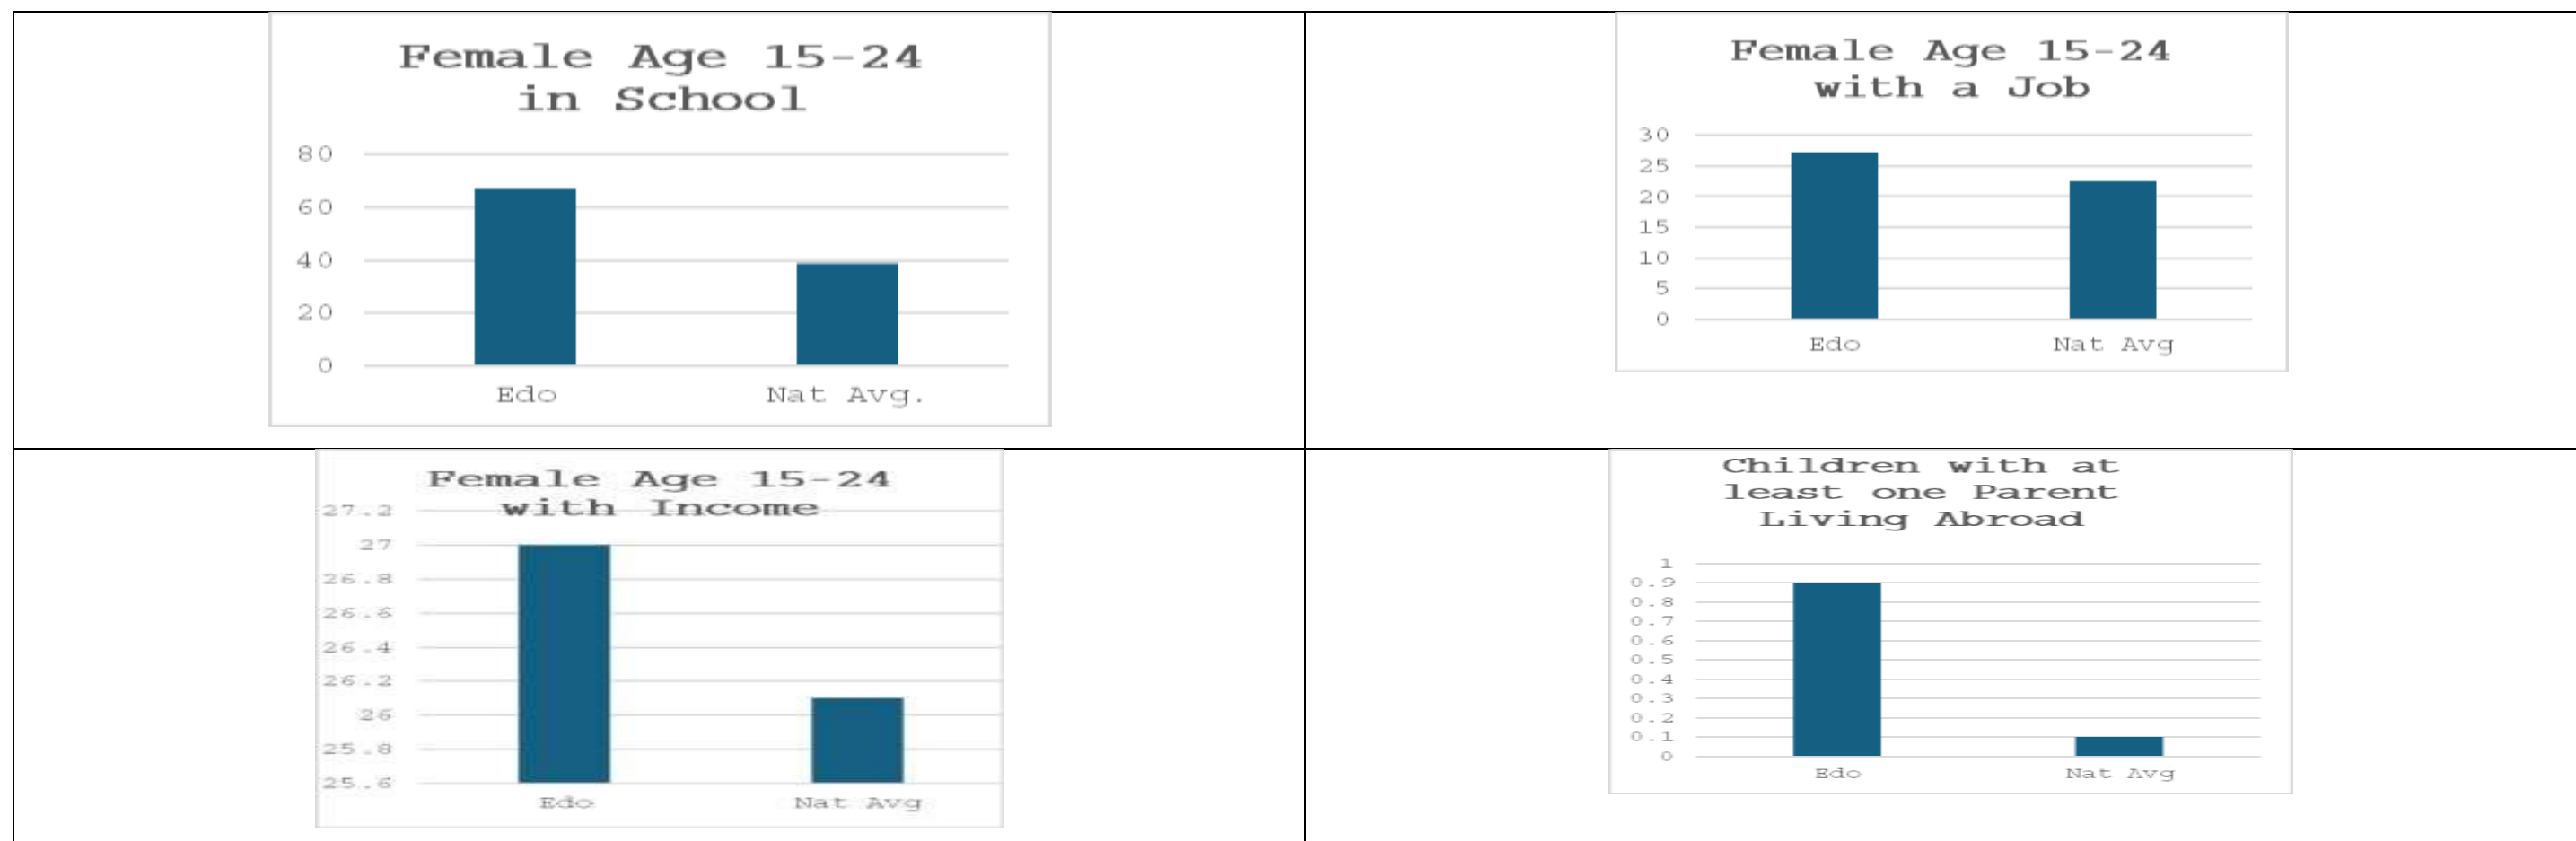 Female Age 15-24
in School
80
60
40
20
0
Edo Nat Avg.
Female Age 15-24
with a Job
30
25
20
15
10
5
0
Edo Nat Avg
Female Age 15-24
with Income
27.2
27
26.8
26.6
26.4
26.2
26
25.8
25.6
Edo Nat Avg
Children with at
least one Parent
Living Abroad
1
0.9
0.8
0.7
0.6
0.5
0.4
0.3
0.2
0.1
0
Edo Nat Avg